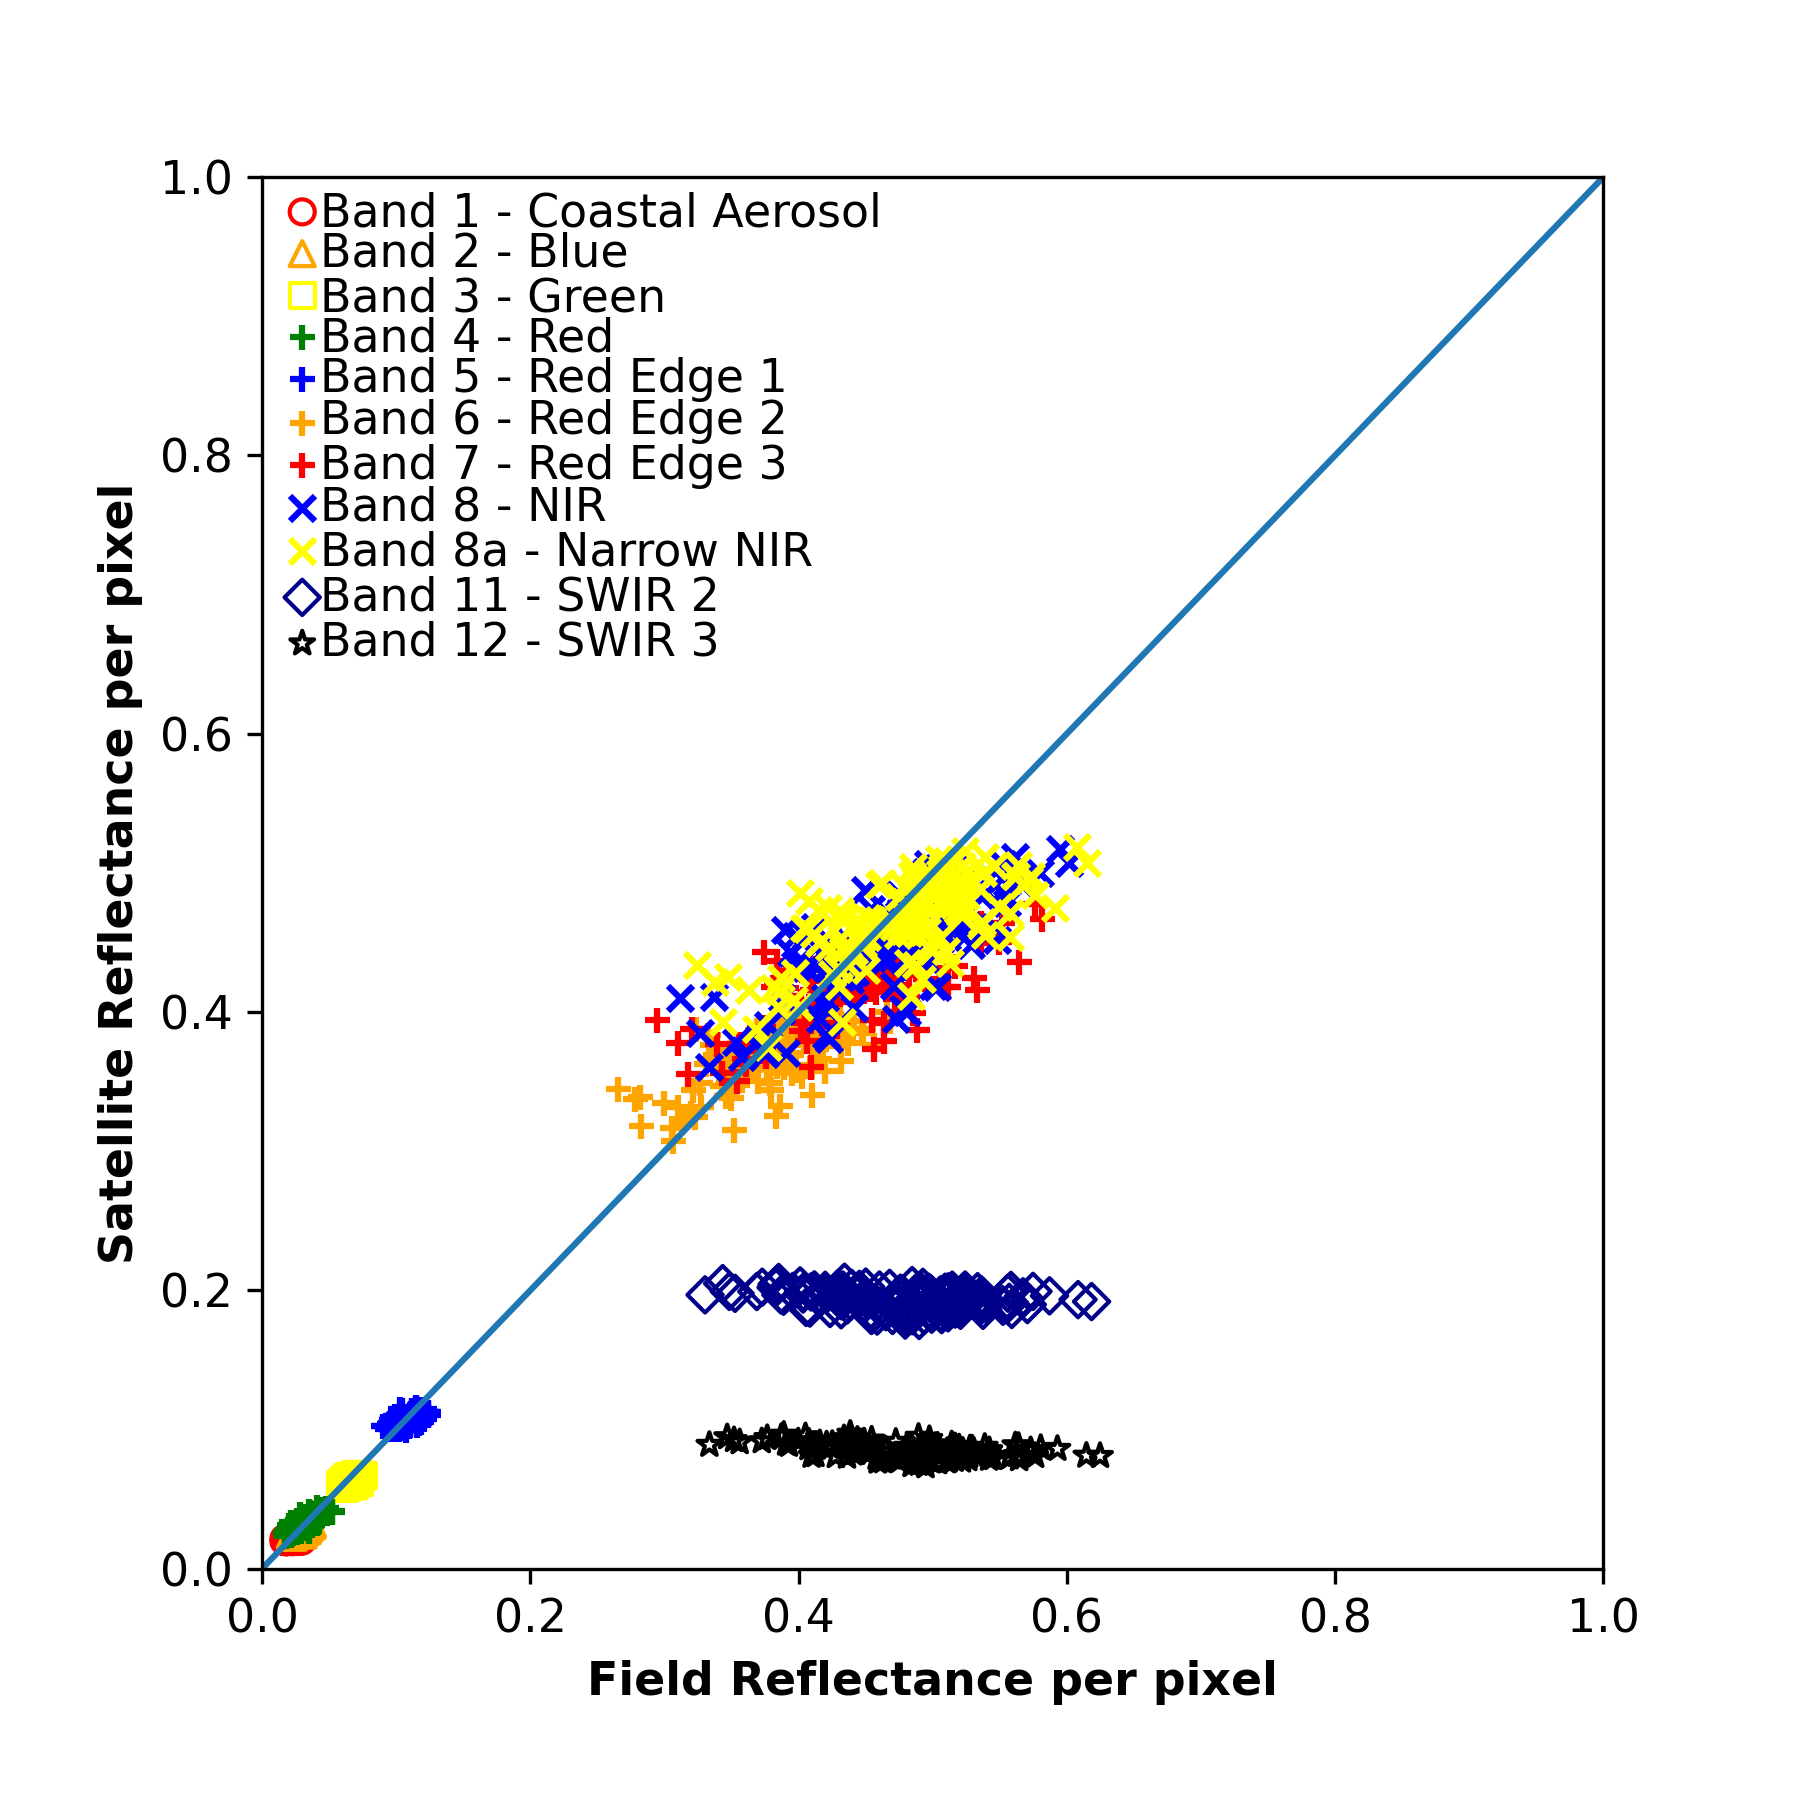 1.0
Band 1 - Coastal Aerosol
Band 2 - Blue
Band 3 - Green
Band 4 - Red
Band 5 - Red Edge 1
Band 6 - Red Edge 2
Band 7 - Red Edge 3
Band 8 - NIR
Band 8a - Narrow NIR
Band 11 - SWIR 2
Band 12 - SWIR 3
0.8
0.6
0.4
0.2
0.0
Satellite Reflectance per pixel
0.0 0.2 0.4 0.6 0.8 1.0
Field Reflectance per pixel